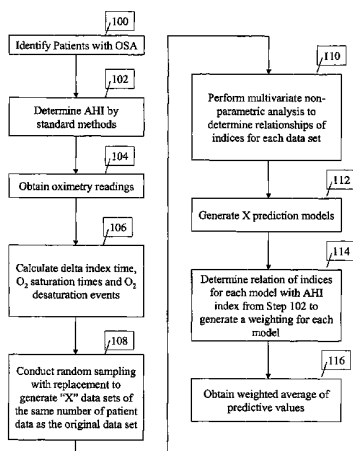 100
Identify Patients with OSA
102
Determine AHI by
standard methods
104
Obtain oximetry readings
106
Calculate delta index time,
O2 saturation times and O2
desaturation events
108
Conduct random sampling
with replacement to
generate "X" data sets of
the same number of patient
data as the original data set
110
Perform multivariate non-
parametric analysis to
determine relationships of
indices for each data set
112
Generate X prediction models
114
Determine relation of indices
for each model with AHI
index from Step 102 to
generate a weighting for each
model
116
Obtain weighted average of
predictive values